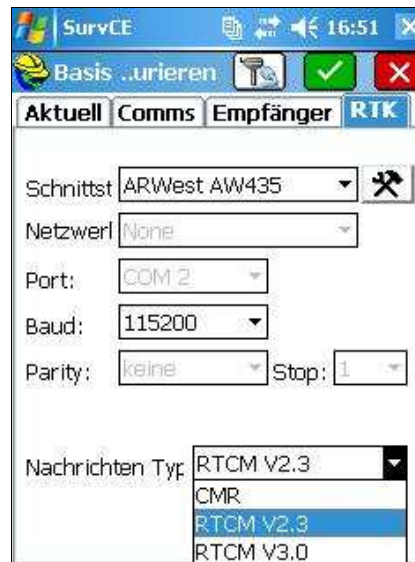 SurvCE 16:51
Basis ..urieren
Aktuell Comms Empfänger RTK
Schnittst ARWest AW435
Netzwerl None
Port: COM 2
Baud: 115200
Parity: keine Stop: 1
Nachrichten Typ RTCM V2.3
CMR
RTCM V2.3
RTCM V3.0